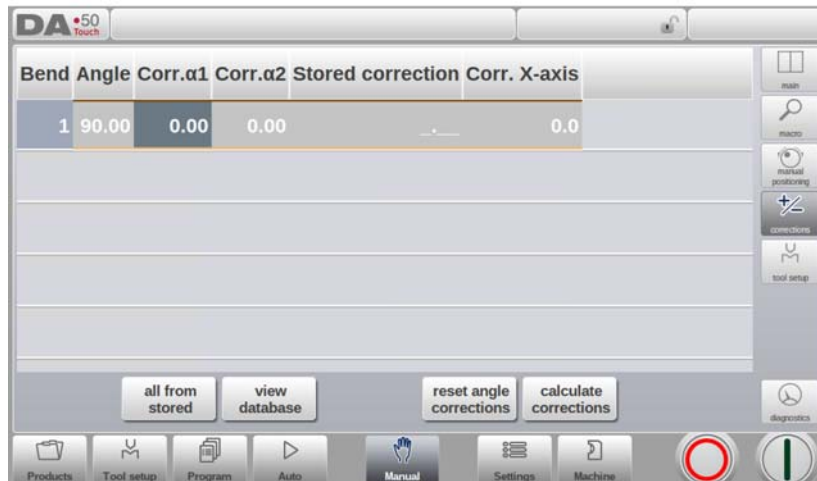 DA•50
Touch
Bend Angle Corr.α1 Corr.α2 Stored correction Corr. X-axis
1 90.00 0.00 0.00 _.__ 0.0
main
macro
manual
positioning
+/-
corrections
tool setup
all from
stored
view
database
reset angle
corrections
calculate
corrections
diagnostics
Products Tool setup Program Auto Manual Settings Machine